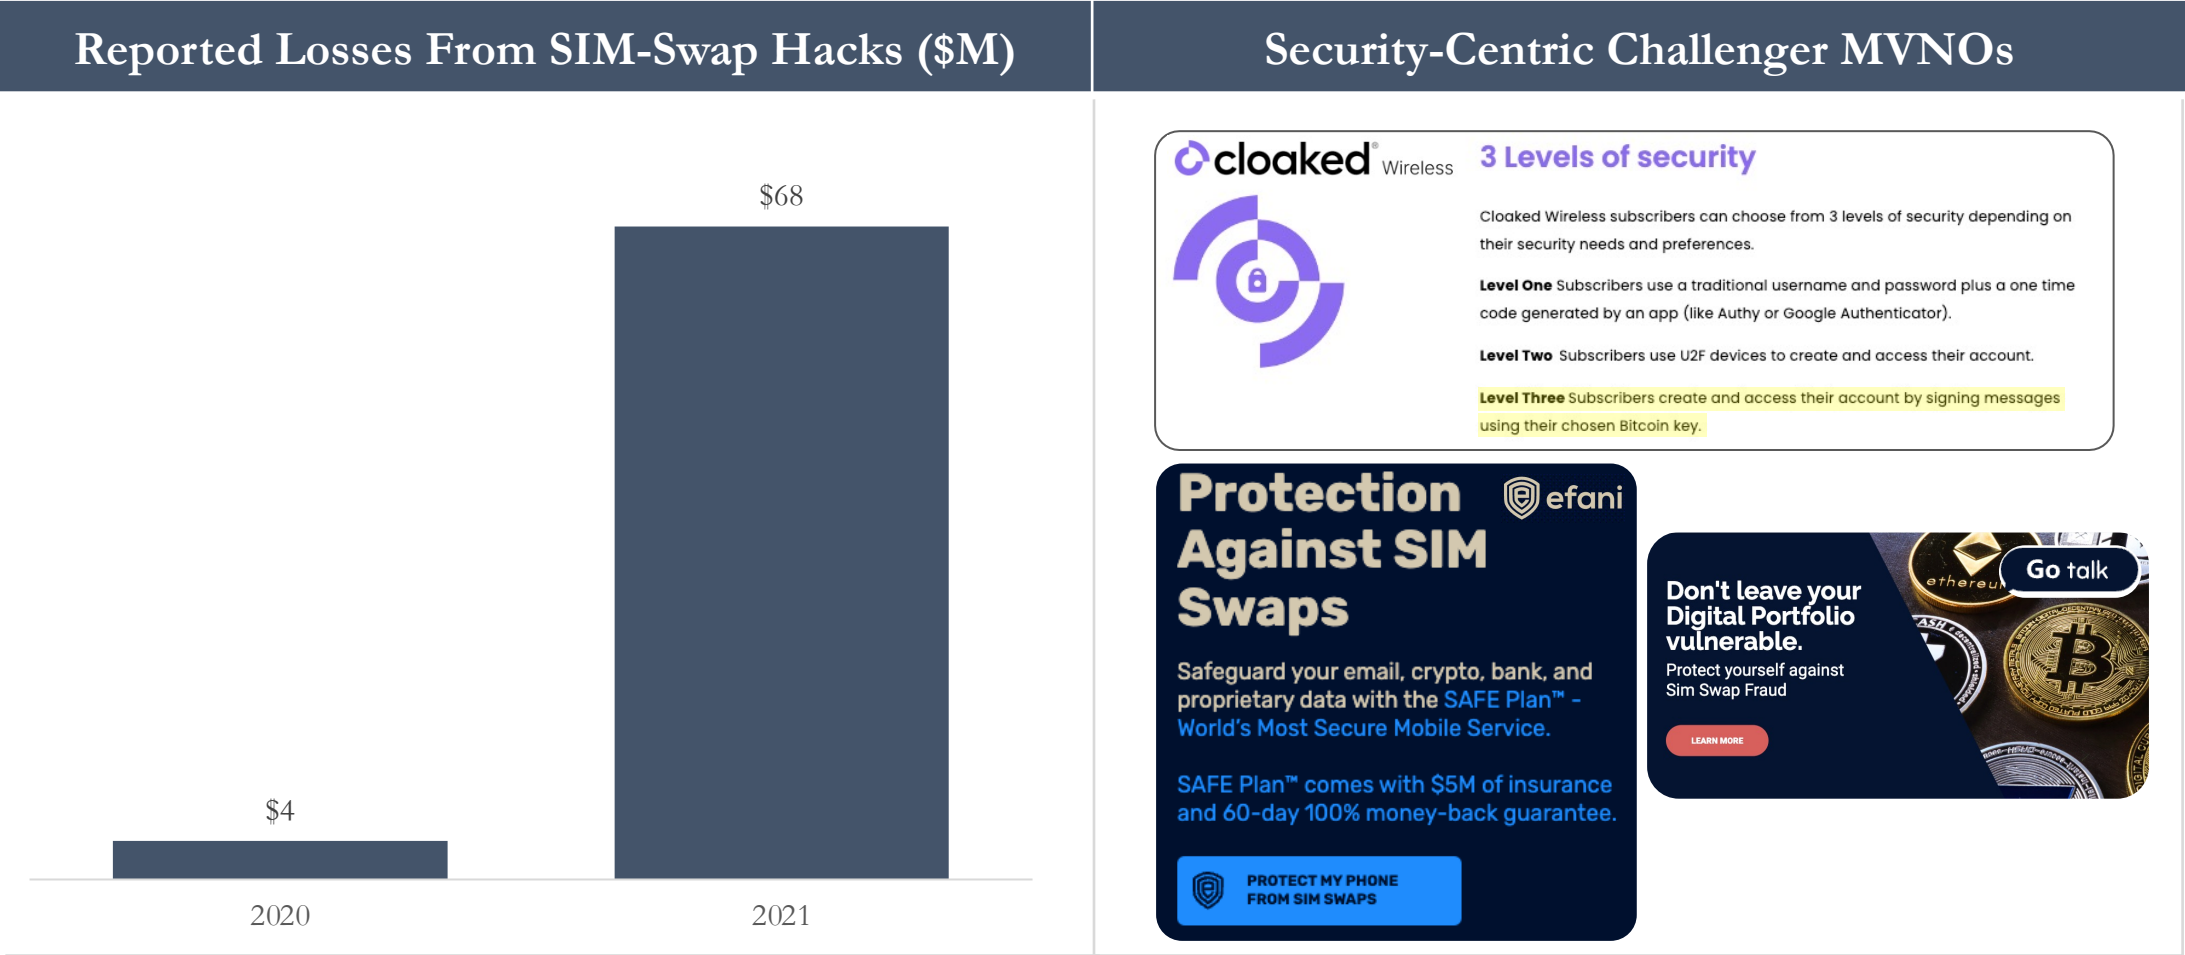 Reported Losses From SIM-Swap Hacks ($M)
$68
$4
2020
2021
Security-Centric Challenger MVNOs
cloaked® Wireless
3 Levels of security
Cloaked Wireless subscribers can choose from 3 levels of security depending on
their security needs and preferences.
Level One Subscribers use a traditional username and password plus a one time
code generated by an app (like Authy or Google Authenticator).
Level Two Subscribers use U2F devices to create and access their account.
Level Three Subscribers create and access their account by signing messages
using their chosen Bitcoin key.
Protection
Against SIM
Swaps
efani
Safeguard your email, crypto, bank, and
proprietary data with the SAFE Plan™ -
World's Most Secure Mobile Service.
SAFE Plan™ comes with $5M of insurance
and 60-day 100% money-back guarantee.
PROTECT MY PHONE
FROM SIM SWAPS
Don't leave your
Digital Portfolio
vulnerable.
Protect yourself against
Sim Swap Fraud
LEARN MORE
Go talk